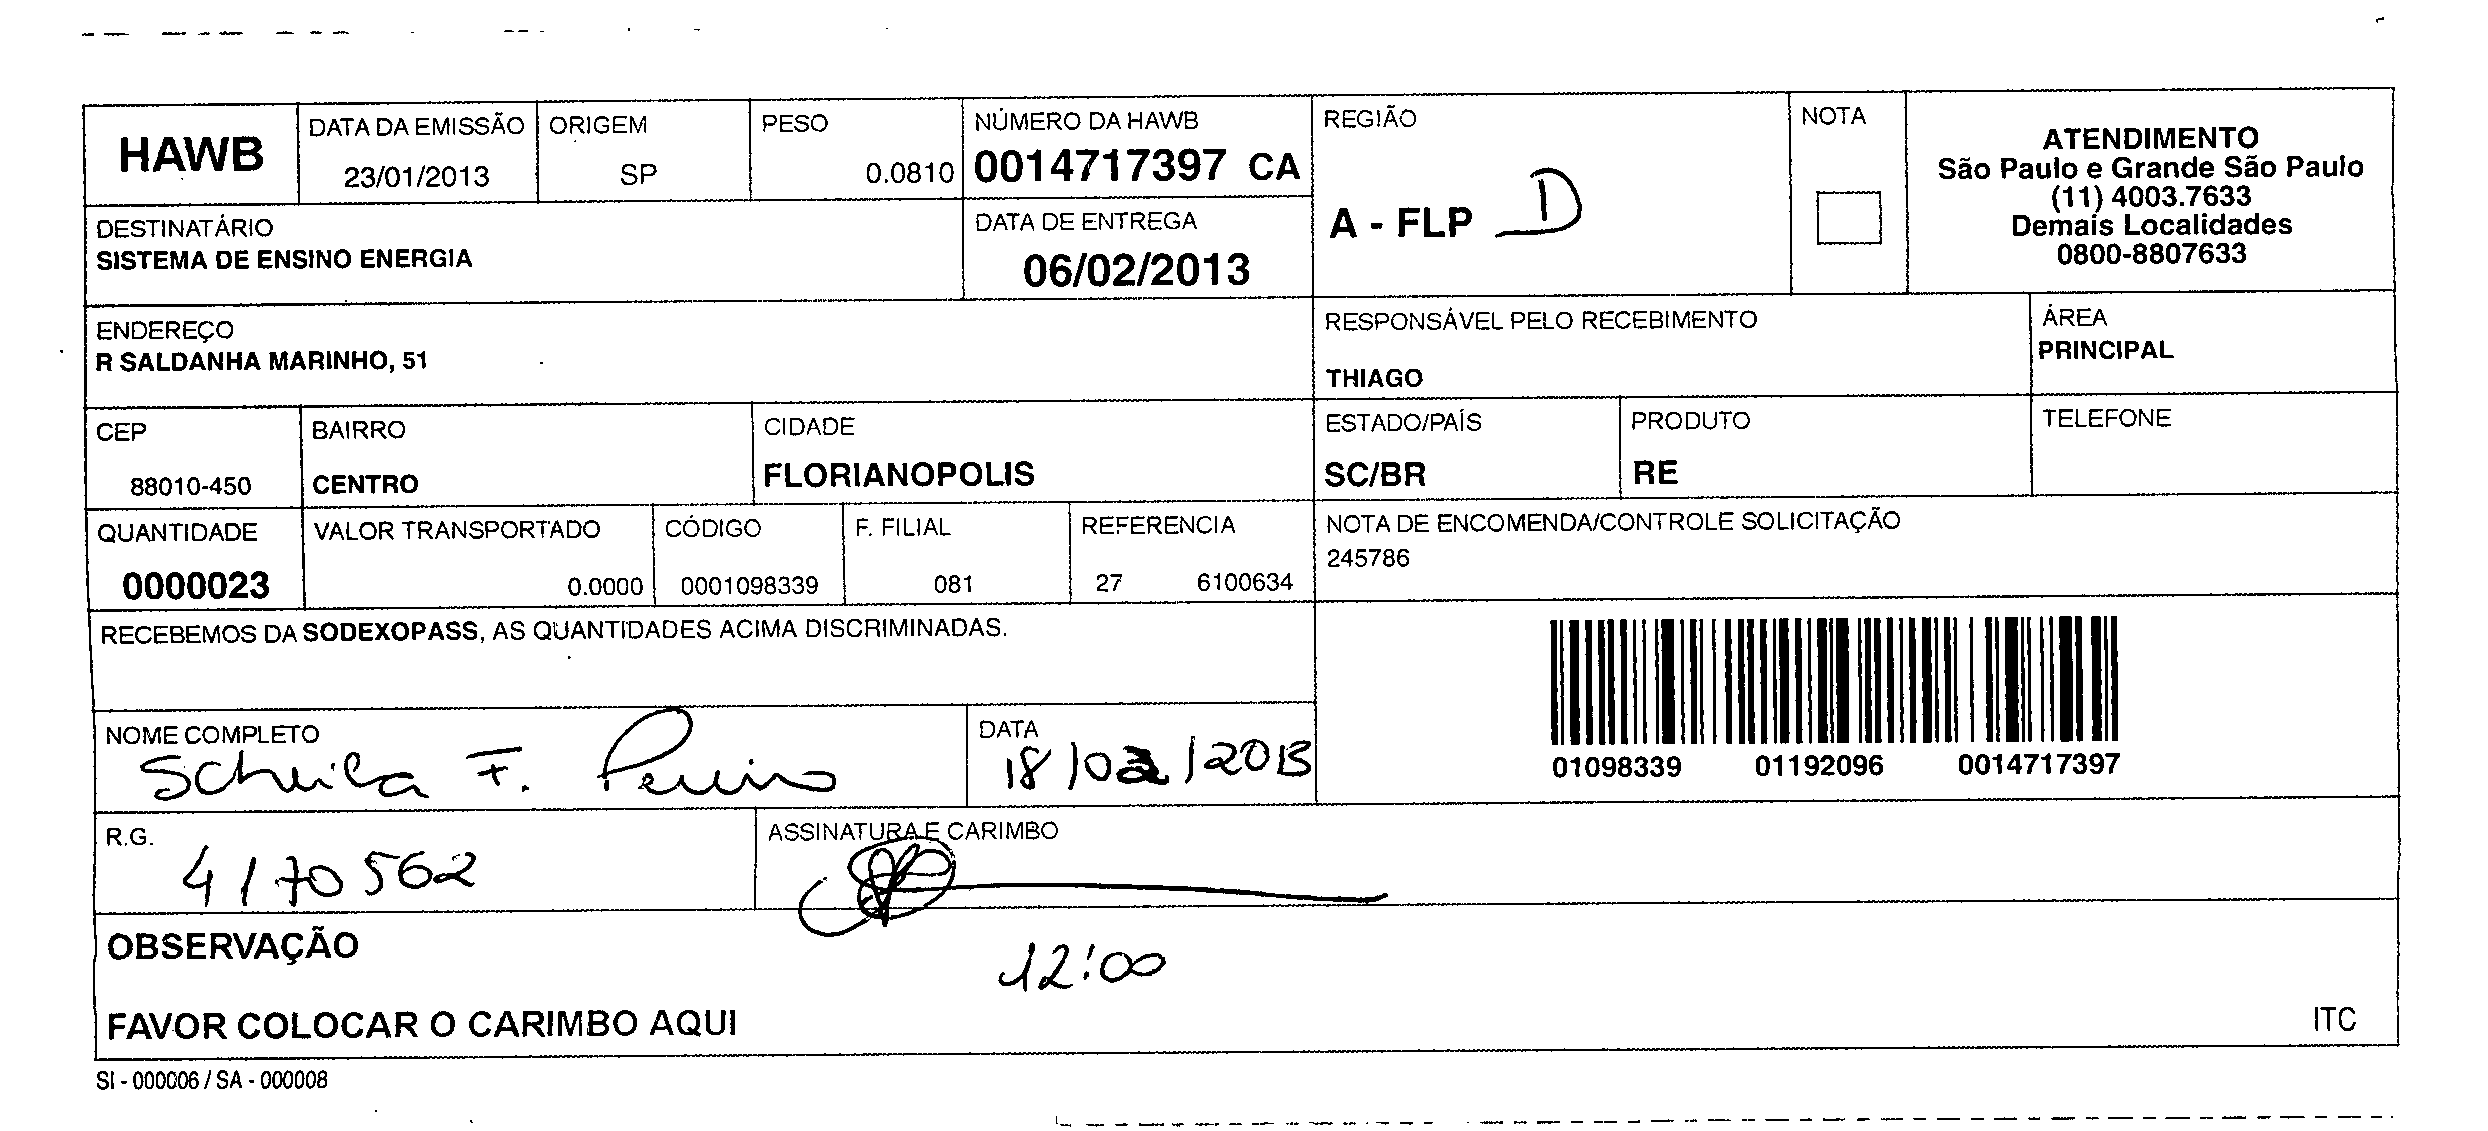 HAWB
DATA DA EMISSÃO
23/01/2013
ORIGEM
SP
PESO
0.0810
NÚMERO DA HAWB
0014717397 CA
REGIÃO
A - FLP D
NOTA
ATENDIMENTO
São Paulo e Grande São Paulo
(11) 4003.7633
Demais Localidades
0800-8807633
DESTINATÁRIO
SISTEMA DE ENSINO ENERGIA
DATA DE ENTREGA
06/02/2013
ENDEREÇO
R SALDANHA MARINHO, 51
RESPONSÁVEL PELO RECEBIMENTO
THIAGO
ÁREA
PRINCIPAL
CEP
88010-450
BAIRRO
CENTRO
CIDADE
FLORIANOPOLIS
ESTADO/PAÍS
SC/BR
PRODUTO
RE
TELEFONE
QUANTIDADE
0000023
VALOR TRANSPORTADO
0.0000
CÓDIGO
0001098339
F. FILIAL
081
REFERENCIA
27 6100634
NOTA DE ENCOMENDA/CONTROLE SOLICITAÇÃO
245786
RECEBEMOS DA SODEXOPASS, AS QUANTIDADES ACIMA DISCRIMINADAS.
01098339 01192096 0014717397
NOME COMPLETO
Scheila F. Pereira
DATA
18/02/2013
R.G.
4170562
ASSINATURA E CARIMBO
OBSERVAÇÃO
12:00
FAVOR COLOCAR O CARIMBO AQUI
ITC
SI - 000006 / SA - 000008